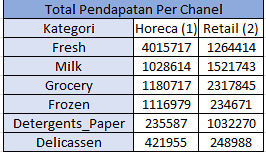 Total Pendapatan Per Chanel
Kategori Horeca (1) Retail (2)
Fresh 4015717 1264414
Milk 1028614 1521743
Grocery 1180717 2317845
Frozen 1116979 234671
Detergents_Paper 235587 1032270
Delicassen 421955 248988